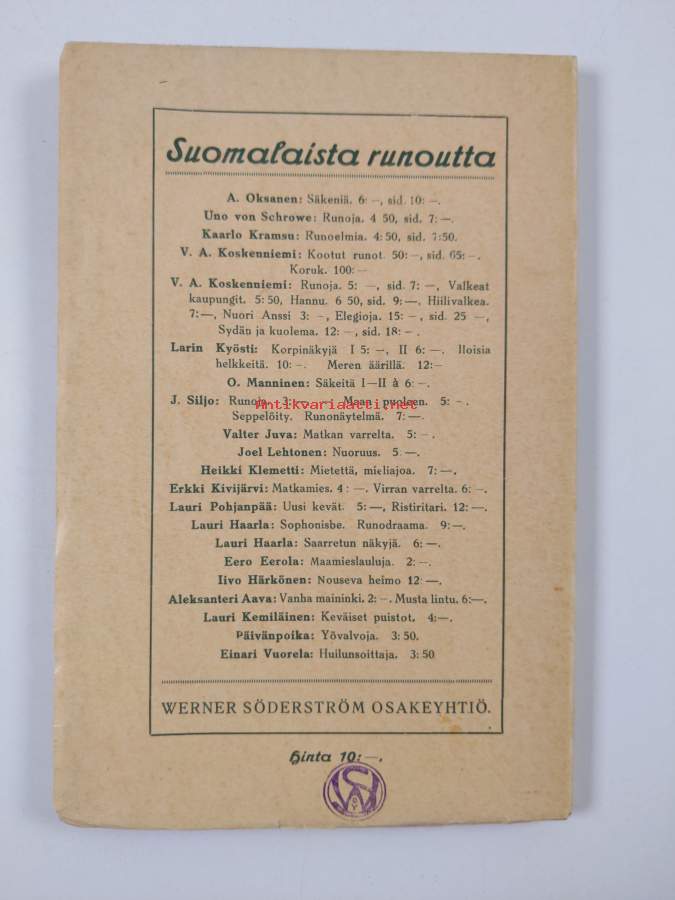 Suomalaista runoutta
A. Oksanen: Säkeniä. 6: —, sid. 10: —.
Uno von Schrowe: Runoja. 4 50, sid. 7: —.
Kaarlo Kramsu: Runoelmia. 4: 50, sid. 7:50.
V. A. Koskenniemi: Kootut runot 50: —, sid. 65: —.
Koruk. 100: —
V. A. Koskenniemi: Runoja. 5: —, sid. 7: —, Valkeat
kaupungit. 5: 50, Hannu. 6 50, sid. 9: —. Hiilivalkea.
7: —, Nuori Anssi 3: —, Elegioja. 15: —, sid. 25 —,
Sydän ja kuolema. 12: —, sid. 18: —.
Larin Kyösti: Korpinäkyjä I 5: —, II 6: —. Iloisia
helkkeitä. 10: —. Meren äärillä. 12: —
O. Manninen: Säkeitä I—II à 6: —.
J. Siljo: Runoja. 3: — — Maan puoleen. 5: —.
Antikvariaatti.net
Seppelöity. Runonäytelmä. 7: —.
Valter Juva: Matkan varrelta. 5: —.
Joel Lehtonen: Nuoruus. 5 —.
Heikki Klemetti: Mietettä, mieliajoa. 7: —.
Erkki Kivijärvi: Matkamies. 4: —. Virran varrelta. 6: —.
Lauri Pohjanpää: Uusi kevät. 5: —, Ristiritari. 12: —.
Lauri Haarla: Sophonisbe. Runodraama. 9: —.
Lauri Haarla: Saarretun näkyjä. 6: —.
Eero Eerola: Maamieslauluja. 2: —.
Iivo Härkönen: Nouseva heimo 12: —.
Aleksanteri Aava: Vanha maininki. 2: —. Musta lintu. 6: —.
Lauri Kemiläinen: Keväiset puistot. 4: —.
Päivänpoika: Yövalvoja. 3: 50.
Einari Vuorela: Huilunsoittaja. 3: 50
WERNER SÖDERSTRÖM OSAKEYHTIÖ.
Hinta 10: —.